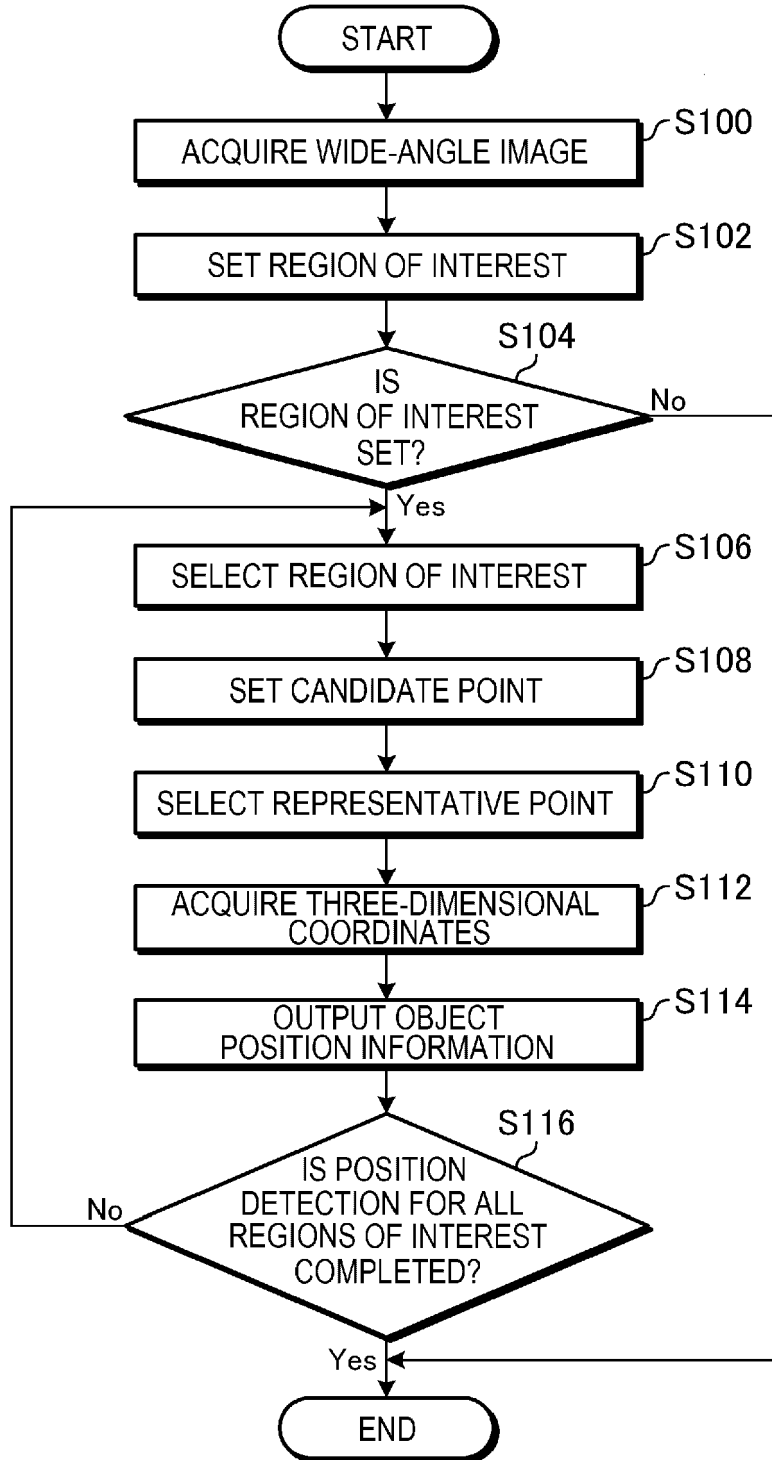 START
ACQUIRE WIDE-ANGLE IMAGE
S100
SET REGION OF INTEREST
S102
S104
IS
REGION OF INTEREST
SET?
No
Yes
SELECT REGION OF INTEREST
S106
SET CANDIDATE POINT
S108
SELECT REPRESENTATIVE POINT
S110
ACQUIRE THREE-DIMENSIONAL
COORDINATES
S112
OUTPUT OBJECT
POSITION INFORMATION
S114
S116
IS POSITION
DETECTION FOR ALL
REGIONS OF INTEREST
COMPLETED?
No
Yes
END